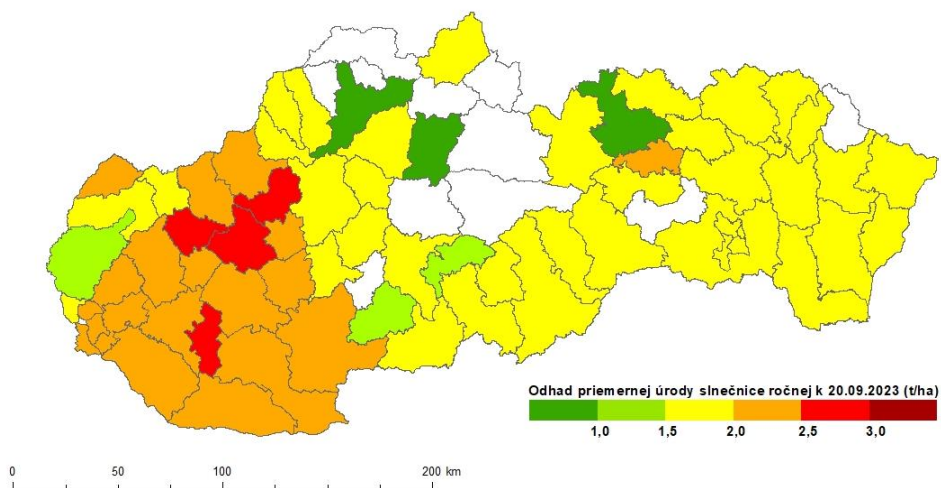 Odhad priemernej úrody slnečnice ročnej k 20.09.2023 (t/ha)
1,0 1,5 2,0 2,5 3,0
0 50 100 200 km